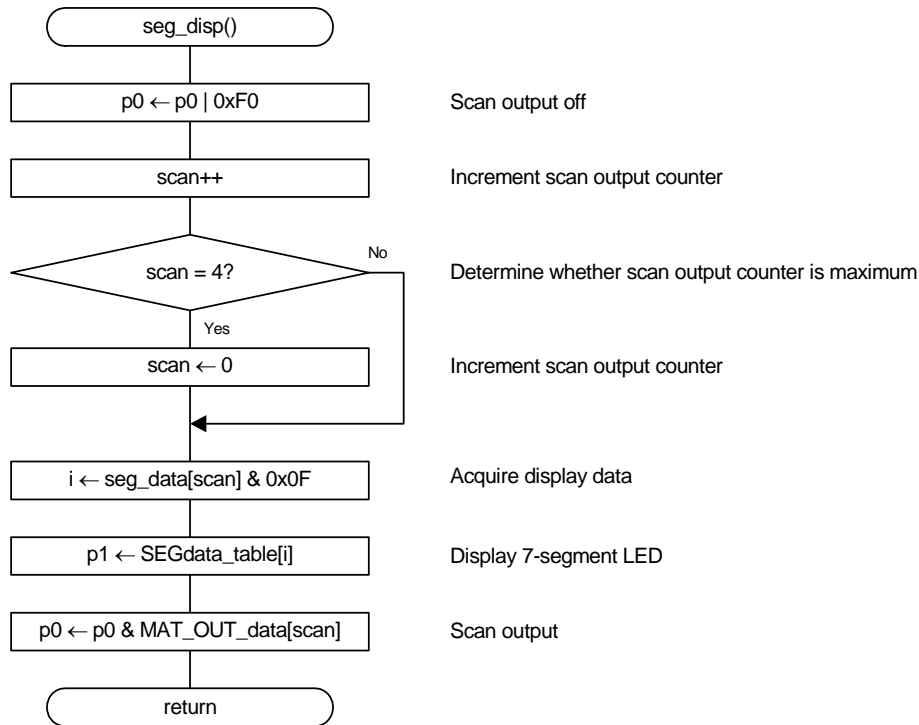 seg_disp()
p0 ← p0 | 0xF0 Scan output off
scan++ Increment scan output counter
No
scan = 4? Determine whether scan output counter is maximum
Yes
scan ← 0 Increment scan output counter
i ← seg_data[scan] & 0x0F Acquire display data
p1 ← SEGdata_table[i] Display 7-segment LED
p0 ← p0 & MAT_OUT_data[scan] Scan output
return